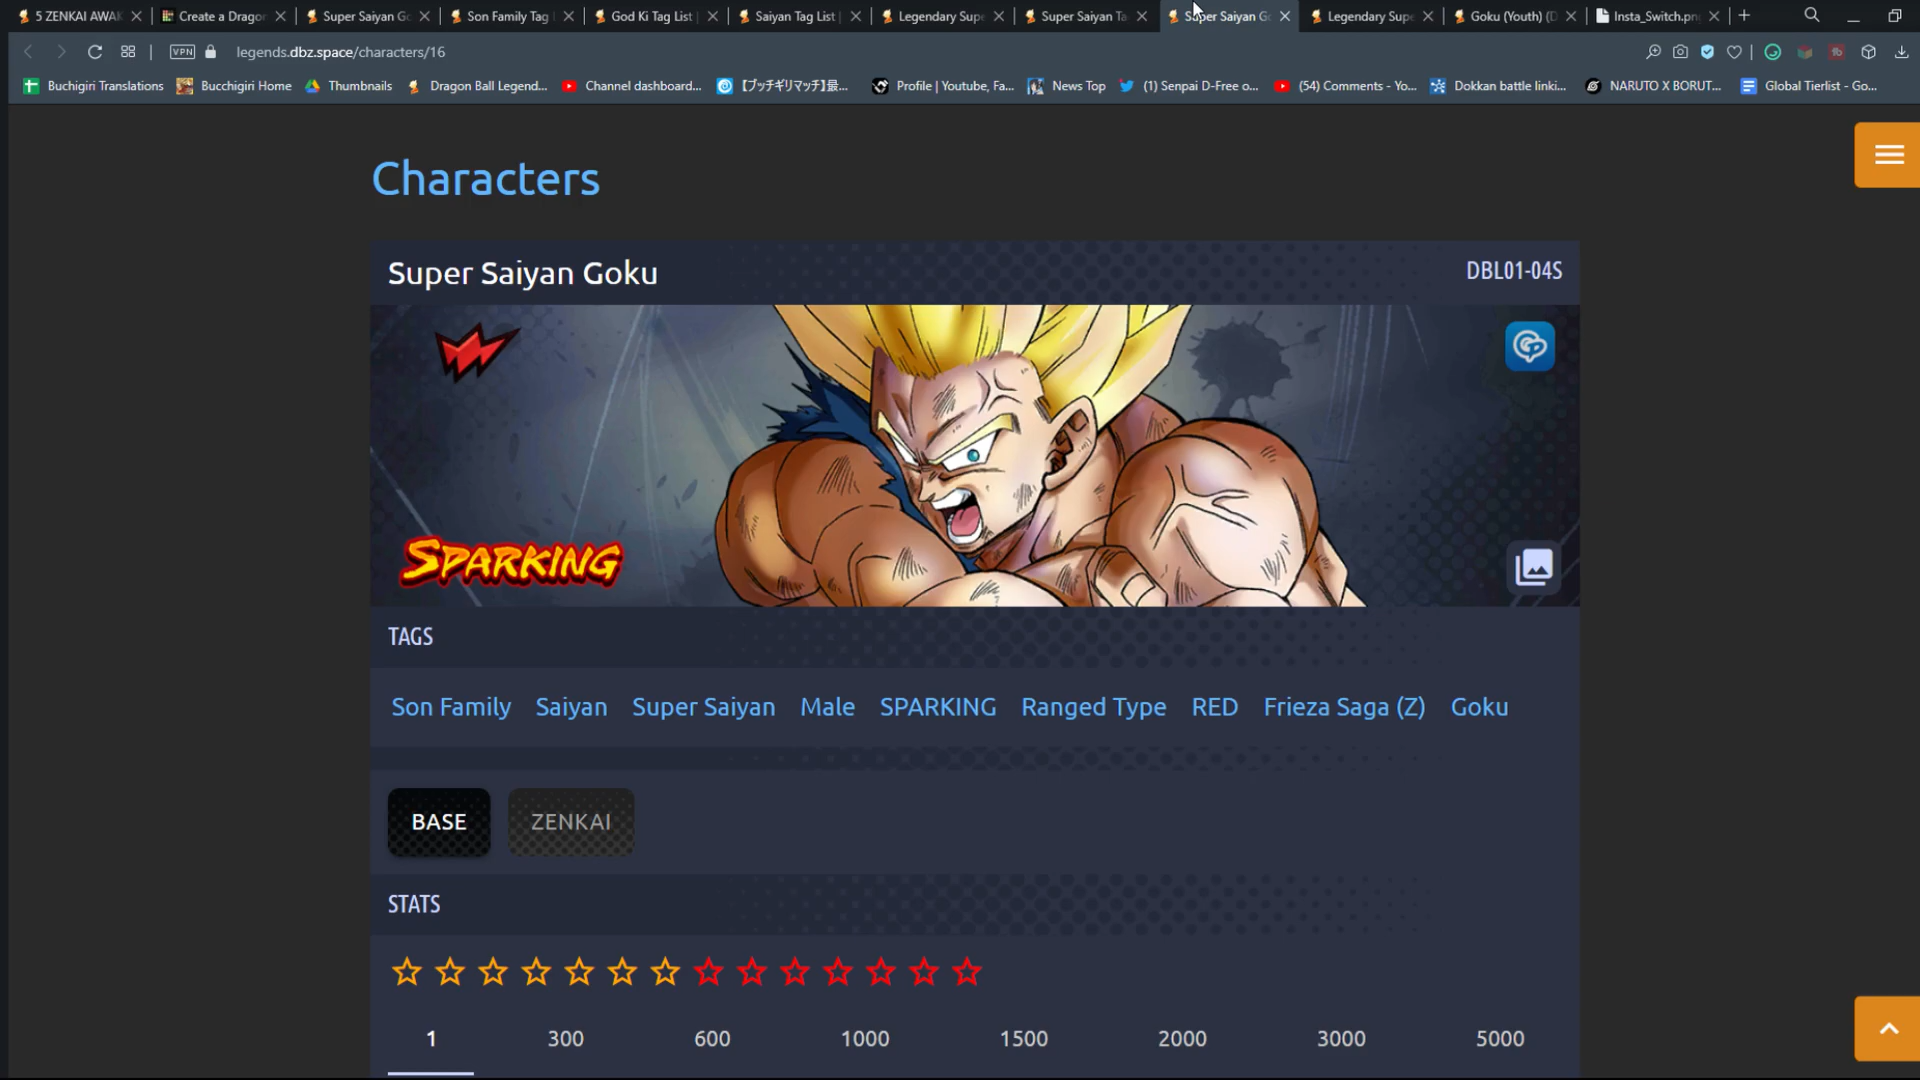 5 ZENKAI AWAK
Create a Drago
Super Saiyan Go
Son Family Tag
God Ki Tag List |
Saiyan Tag List |
Legendary Supe
Super Saiyan Ta
Super Saiyan Go
Legendary Supe
Goku (Youth) (D
Insta_Switch.pn
VPN
legends.dbz.space/characters/16
Buchigiri Translations
Bucchigiri Home
Thumbnails
Dragon Ball Legend...
Channel dashboard...
【ブッチギリマッチ】最...
Profile | Youtube, Fa...
News Top
(1) Senpai D-Free o...
(54) Comments - Yo...
Dokkan battle linki...
NARUTO X BORUT...
Global Tierlist - Go...
Characters
Super Saiyan Goku
DBL01-04S
SPARKING
TAGS
Son Family Saiyan Super Saiyan Male SPARKING Ranged Type RED Frieza Saga (Z) Goku
BASE ZENKAI
STATS
1 300 600 1000 1500 2000 3000 5000